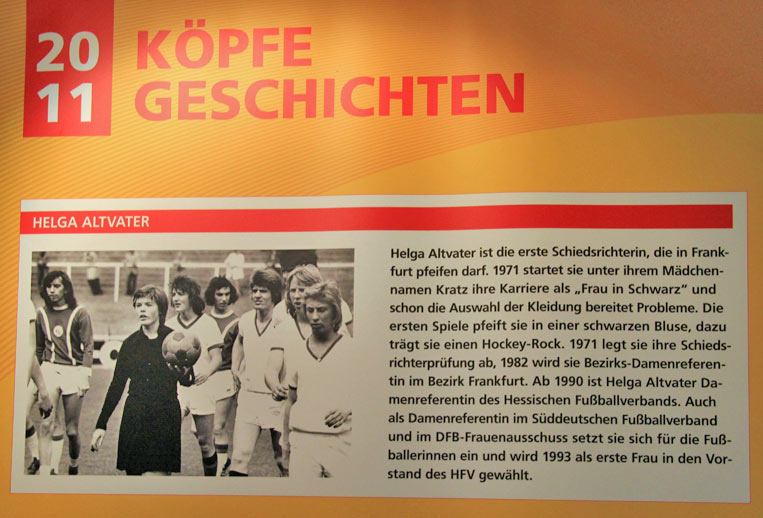 20
11
KÖPFE
GESCHICHTEN
HELGA ALTVATER
Helga Altvater ist die erste Schiedsrichterin, die in Frank-
furt pfeifen darf. 1971 startet sie unter ihrem Mädchen-
namen Kratz ihre Karriere als „Frau in Schwarz" und
schon die Auswahl der Kleidung bereitet Probleme. Die
ersten Spiele pfeift sie in einer schwarzen Bluse, dazu
trägt sie einen Hockey-Rock. 1971 legt sie ihre Schieds-
richterprüfung ab, 1982 wird sie Bezirks-Damenreferen-
tin im Bezirk Frankfurt. Ab 1990 ist Helga Altvater Da-
menreferentin des Hessischen Fußballverbands. Auch
als Damenreferentin im Süddeutschen Fußballverband
und im DFB-Frauenausschuss setzt sie sich für die Fuß-
ballerinnen ein und wird 1993 als erste Frau in den Vor-
stand des HFV gewählt.